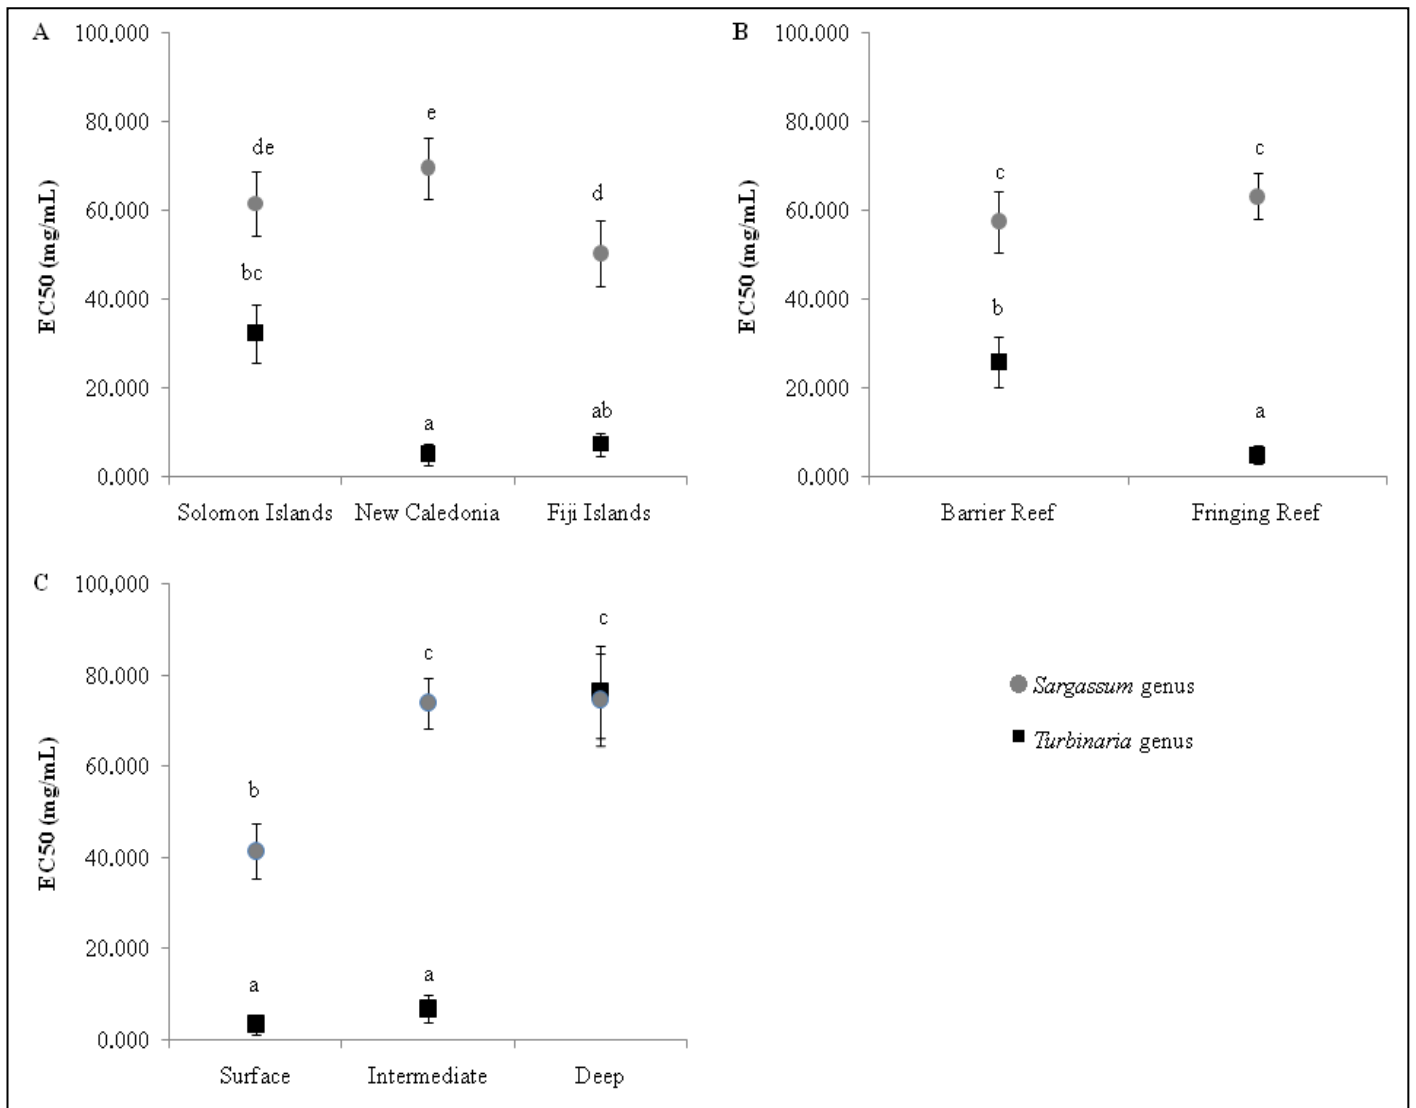 A
100.000
80.000
60.000
40.000
20.000
0.000
EC50 (mg/mL)
de
e
d
bc
a
ab
Solomon Islands New Caledonia Fiji Islands
B
100.000
80.000
60.000
40.000
20.000
0.000
EC50 (mg/mL)
c
c
b
a
Barrier Reef Fringing Reef
C
100,000
80.000
60.000
40.000
20.000
0.000
EC50 (mg/mL)
c
c
b
a
a
Surface Intermediate Deep
Sargassum genus
Turbinaria genus